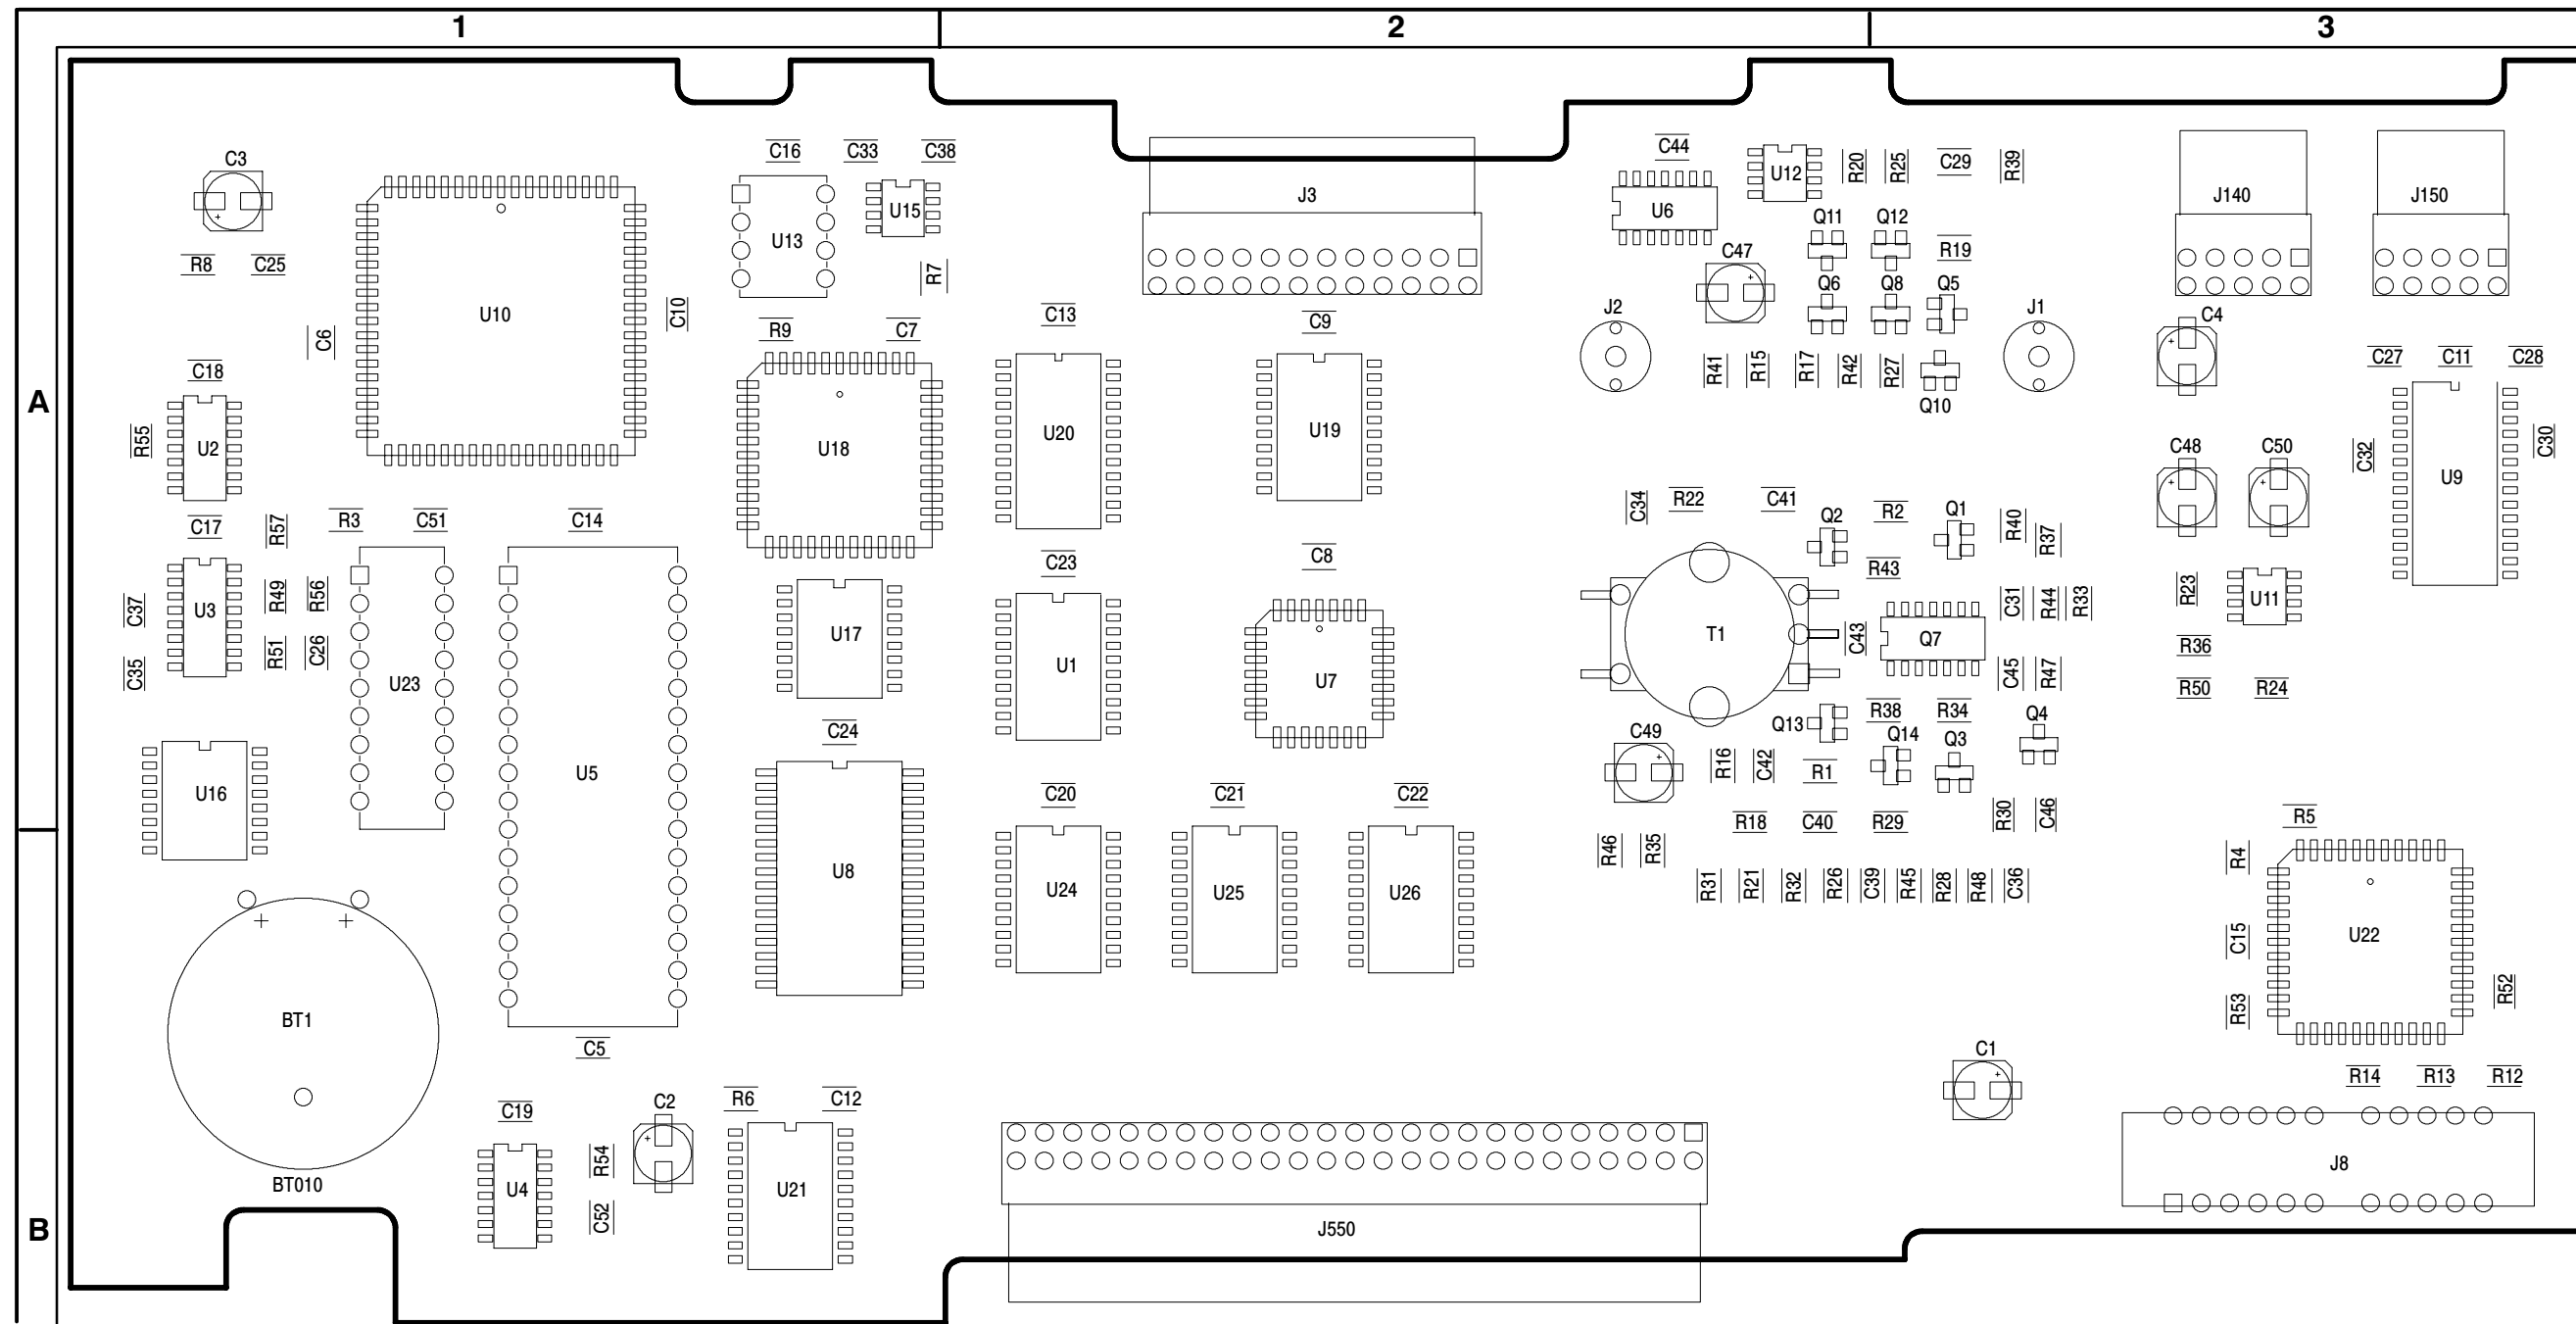 1 2 3
A
B
C3 C16 C33 C38 C44 U12 R20 R25 C29 R39
U15 J3 U6 J140 J150
U13 Q11 Q12
R8 C25 R7 C47 R19
Q6 Q8 Q5
U10 C10 C13 C9 J2 J1 C4
C6 R9 C7
C18 R41 R15 R17 R42 R27 C27 C11 C28
Q10
R55 U2 U18 U20 U19 C48 C50 C32 U9 C30
C17 R57 R3 C51 C14 C34 R22 C41 Q2 R2 Q1 R40 R37
C23 C8 R43
C37 U3 R49 R56 C31 R44 R33 R23 U11
U17 T1 C43 Q7
C35 R51 C26 U1 C45 R47 R36
U23 U7 R50 R24
C24 C49 Q13 R38 R34 Q4
Q14 Q3
U5 R16 C42 R1
U16 C20 C21 C22
R18 C40 R29 R30 C46 R5
R46 R35 R4
U8 U24 U25 U26 R31 R21 R32 R26 C39 R45 R28 R48 C36
C15 U22
R53 R52
BT1
C5 C1
R14 R13 R12
C19 C2 R6 C12
R54 J8
BT010 U4 U21
C52 J550